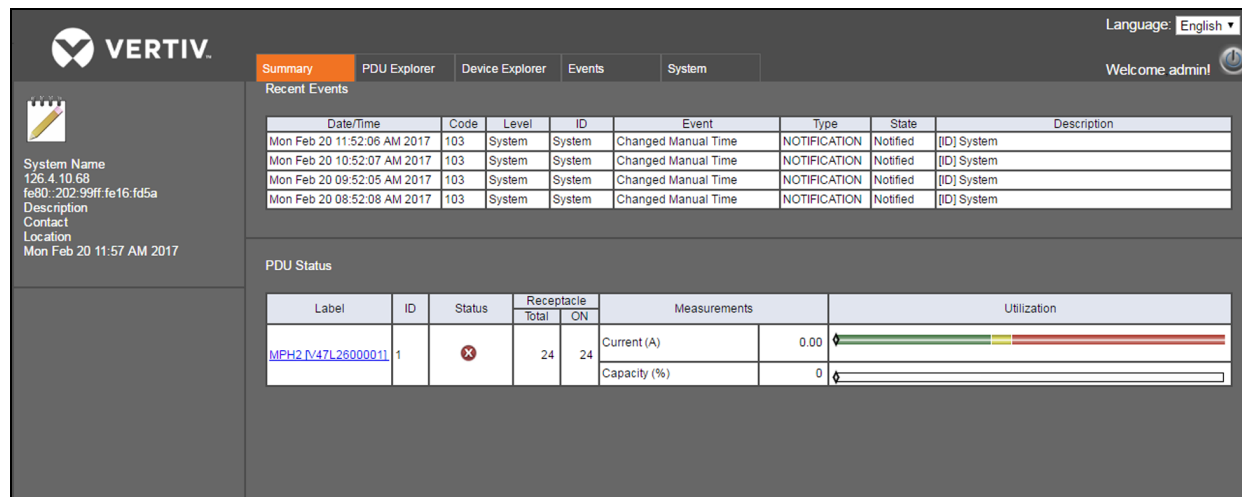 Language: English
VERTIV.
Summary PDU Explorer Device Explorer Events System
Welcome admin!
System Name
126.4.10.68
fe80::202:99ff:fe16:fd5a
Description
Contact
Location
Mon Feb 20 11:57 AM 2017
Recent Events
Date/Time Code Level ID Event Type State Description
Mon Feb 20 11:52:06 AM 2017 103 System System Changed Manual Time NOTIFICATION Notified [ID] System
Mon Feb 20 10:52:07 AM 2017 103 System System Changed Manual Time NOTIFICATION Notified [ID] System
Mon Feb 20 09:52:05 AM 2017 103 System System Changed Manual Time NOTIFICATION Notified [ID] System
Mon Feb 20 08:52:08 AM 2017 103 System System Changed Manual Time NOTIFICATION Notified [ID] System
PDU Status
Label ID Status Receptacle Measurements Utilization
Total ON
MPH2 [V47L2600001] 1 24 24 Current (A) 0.00
Capacity (%) 0